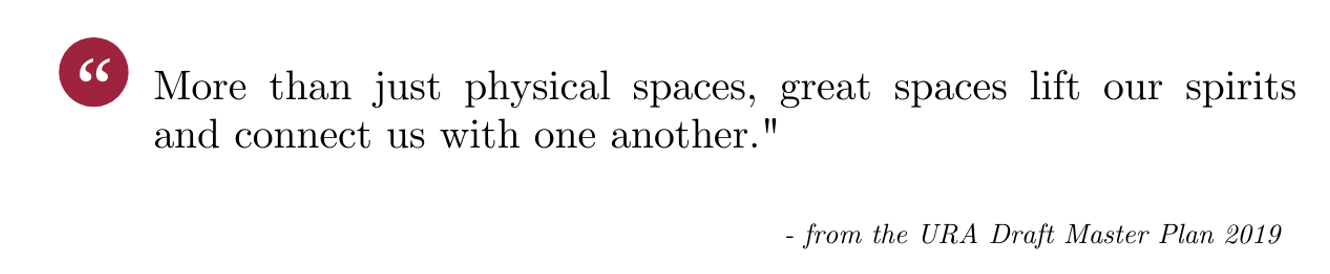 “ More than just physical spaces, great spaces lift our spirits
and connect us with one another."
- from the URA Draft Master Plan 2019